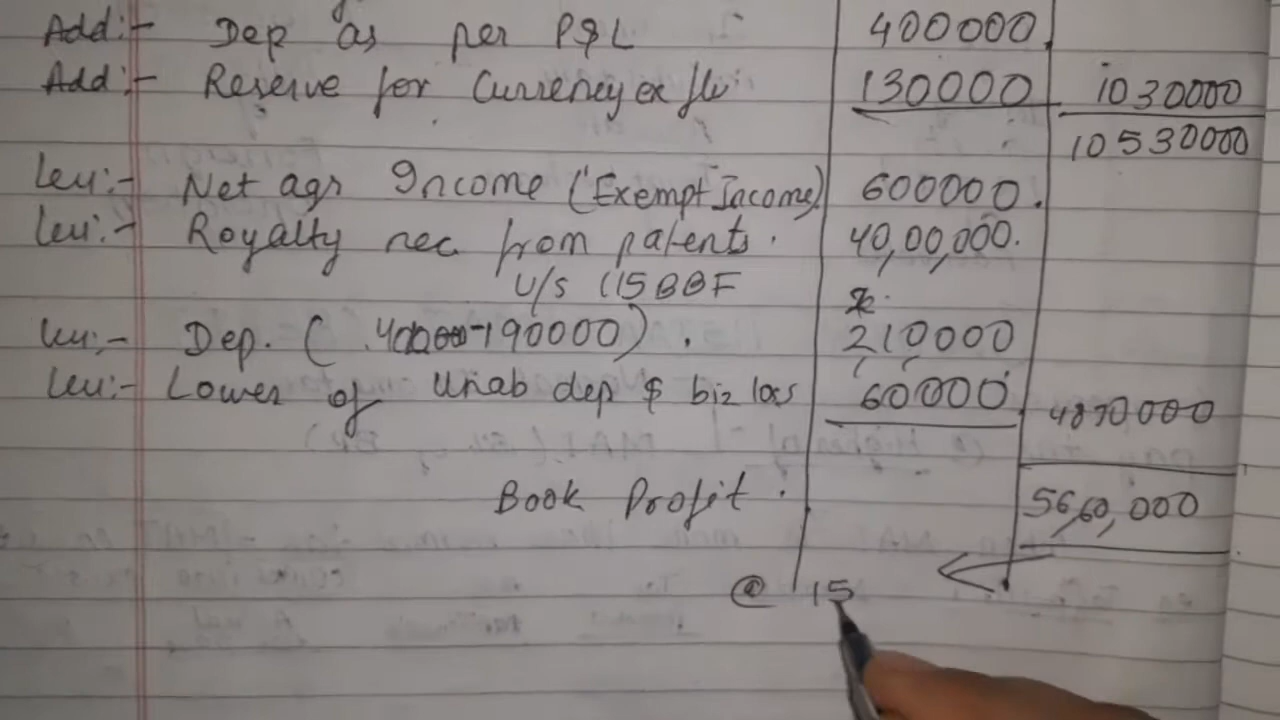 Add:- Dep as per P&L 400000
Add:- Reserve for Currency ex flu 130000 1030000
10530000
Less:- Net agr Income (Exempt Income) 600000.
Less:- Royalty rec from patents. 40,00,000.
U/s 115BBF
Less:- Dep. (400000-190000). 210000
Less:- Lower of Unab dep & biz loss 60000 4870000
Book Profit. 5660,000
@ 15